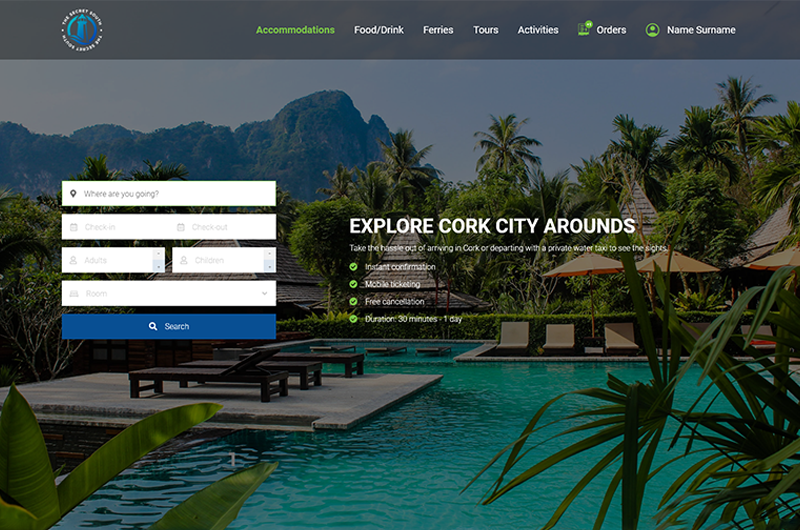 THE SECRET SOUTH · THE SECRET SOUTH
Accommodations Food/Drink Ferries Tours Activities Orders Name Surname
Where are you going?
Check-in Check-out
Adults Children
Room
Search
EXPLORE CORK CITY AROUNDS
Take the hassle out of arriving in Cork or departing with a private water taxi to see the sights.
Instant confirmation
Mobile ticketing
Free cancellation
Duration: 30 minutes - 1 day